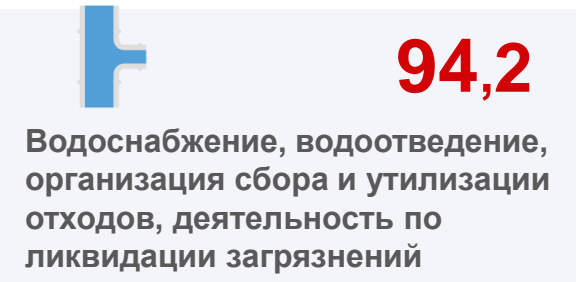 94,2
Водоснабжение, водоотведение,
организация сбора и утилизации
отходов, деятельность по
ликвидации загрязнений